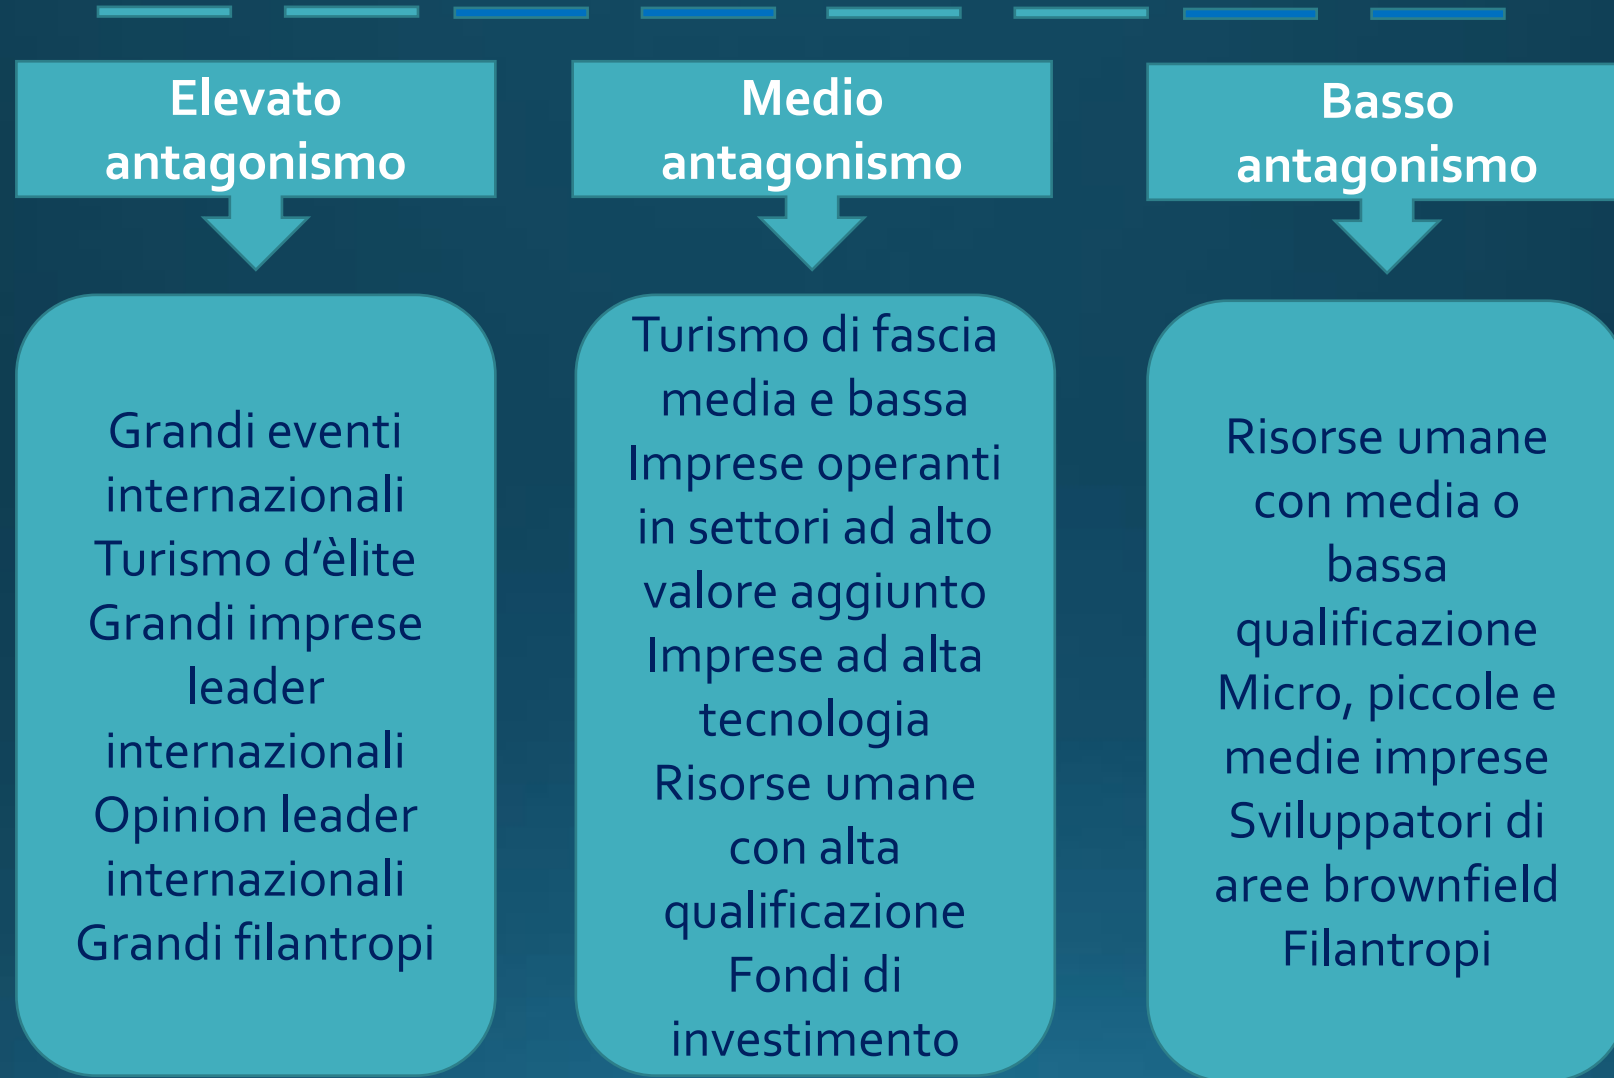 Elevato
antagonismo
Grandi eventi
internazionali
Turismo d'èlite
Grandi imprese
leader
internazionali
Opinion leader
internazionali
Grandi filantropi
Medio
antagonismo
Turismo di fascia
media e bassa
Imprese operanti
in settori ad alto
valore aggiunto
Imprese ad alta
tecnologia
Risorse umane
con alta
qualificazione
Fondi di
investimento
Basso
antagonismo
Risorse umane
con media o
bassa
qualificazione
Micro, piccole e
medie imprese
Sviluppatori di
aree brownfield
Filantropi